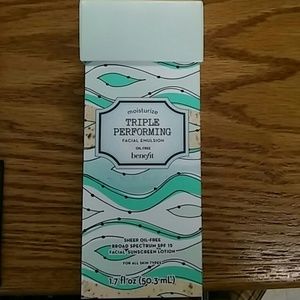 moisturize
TRIPLE
PERFORMING
FACIAL EMULSION
OIL-FREE
benefit
SHEER OIL-FREE
BROAD SPECTRUM SPF 15
FACIAL SUNSCREEN LOTION
FOR ALL SKIN TYPES
1.7 fl oz (50.3 mL)